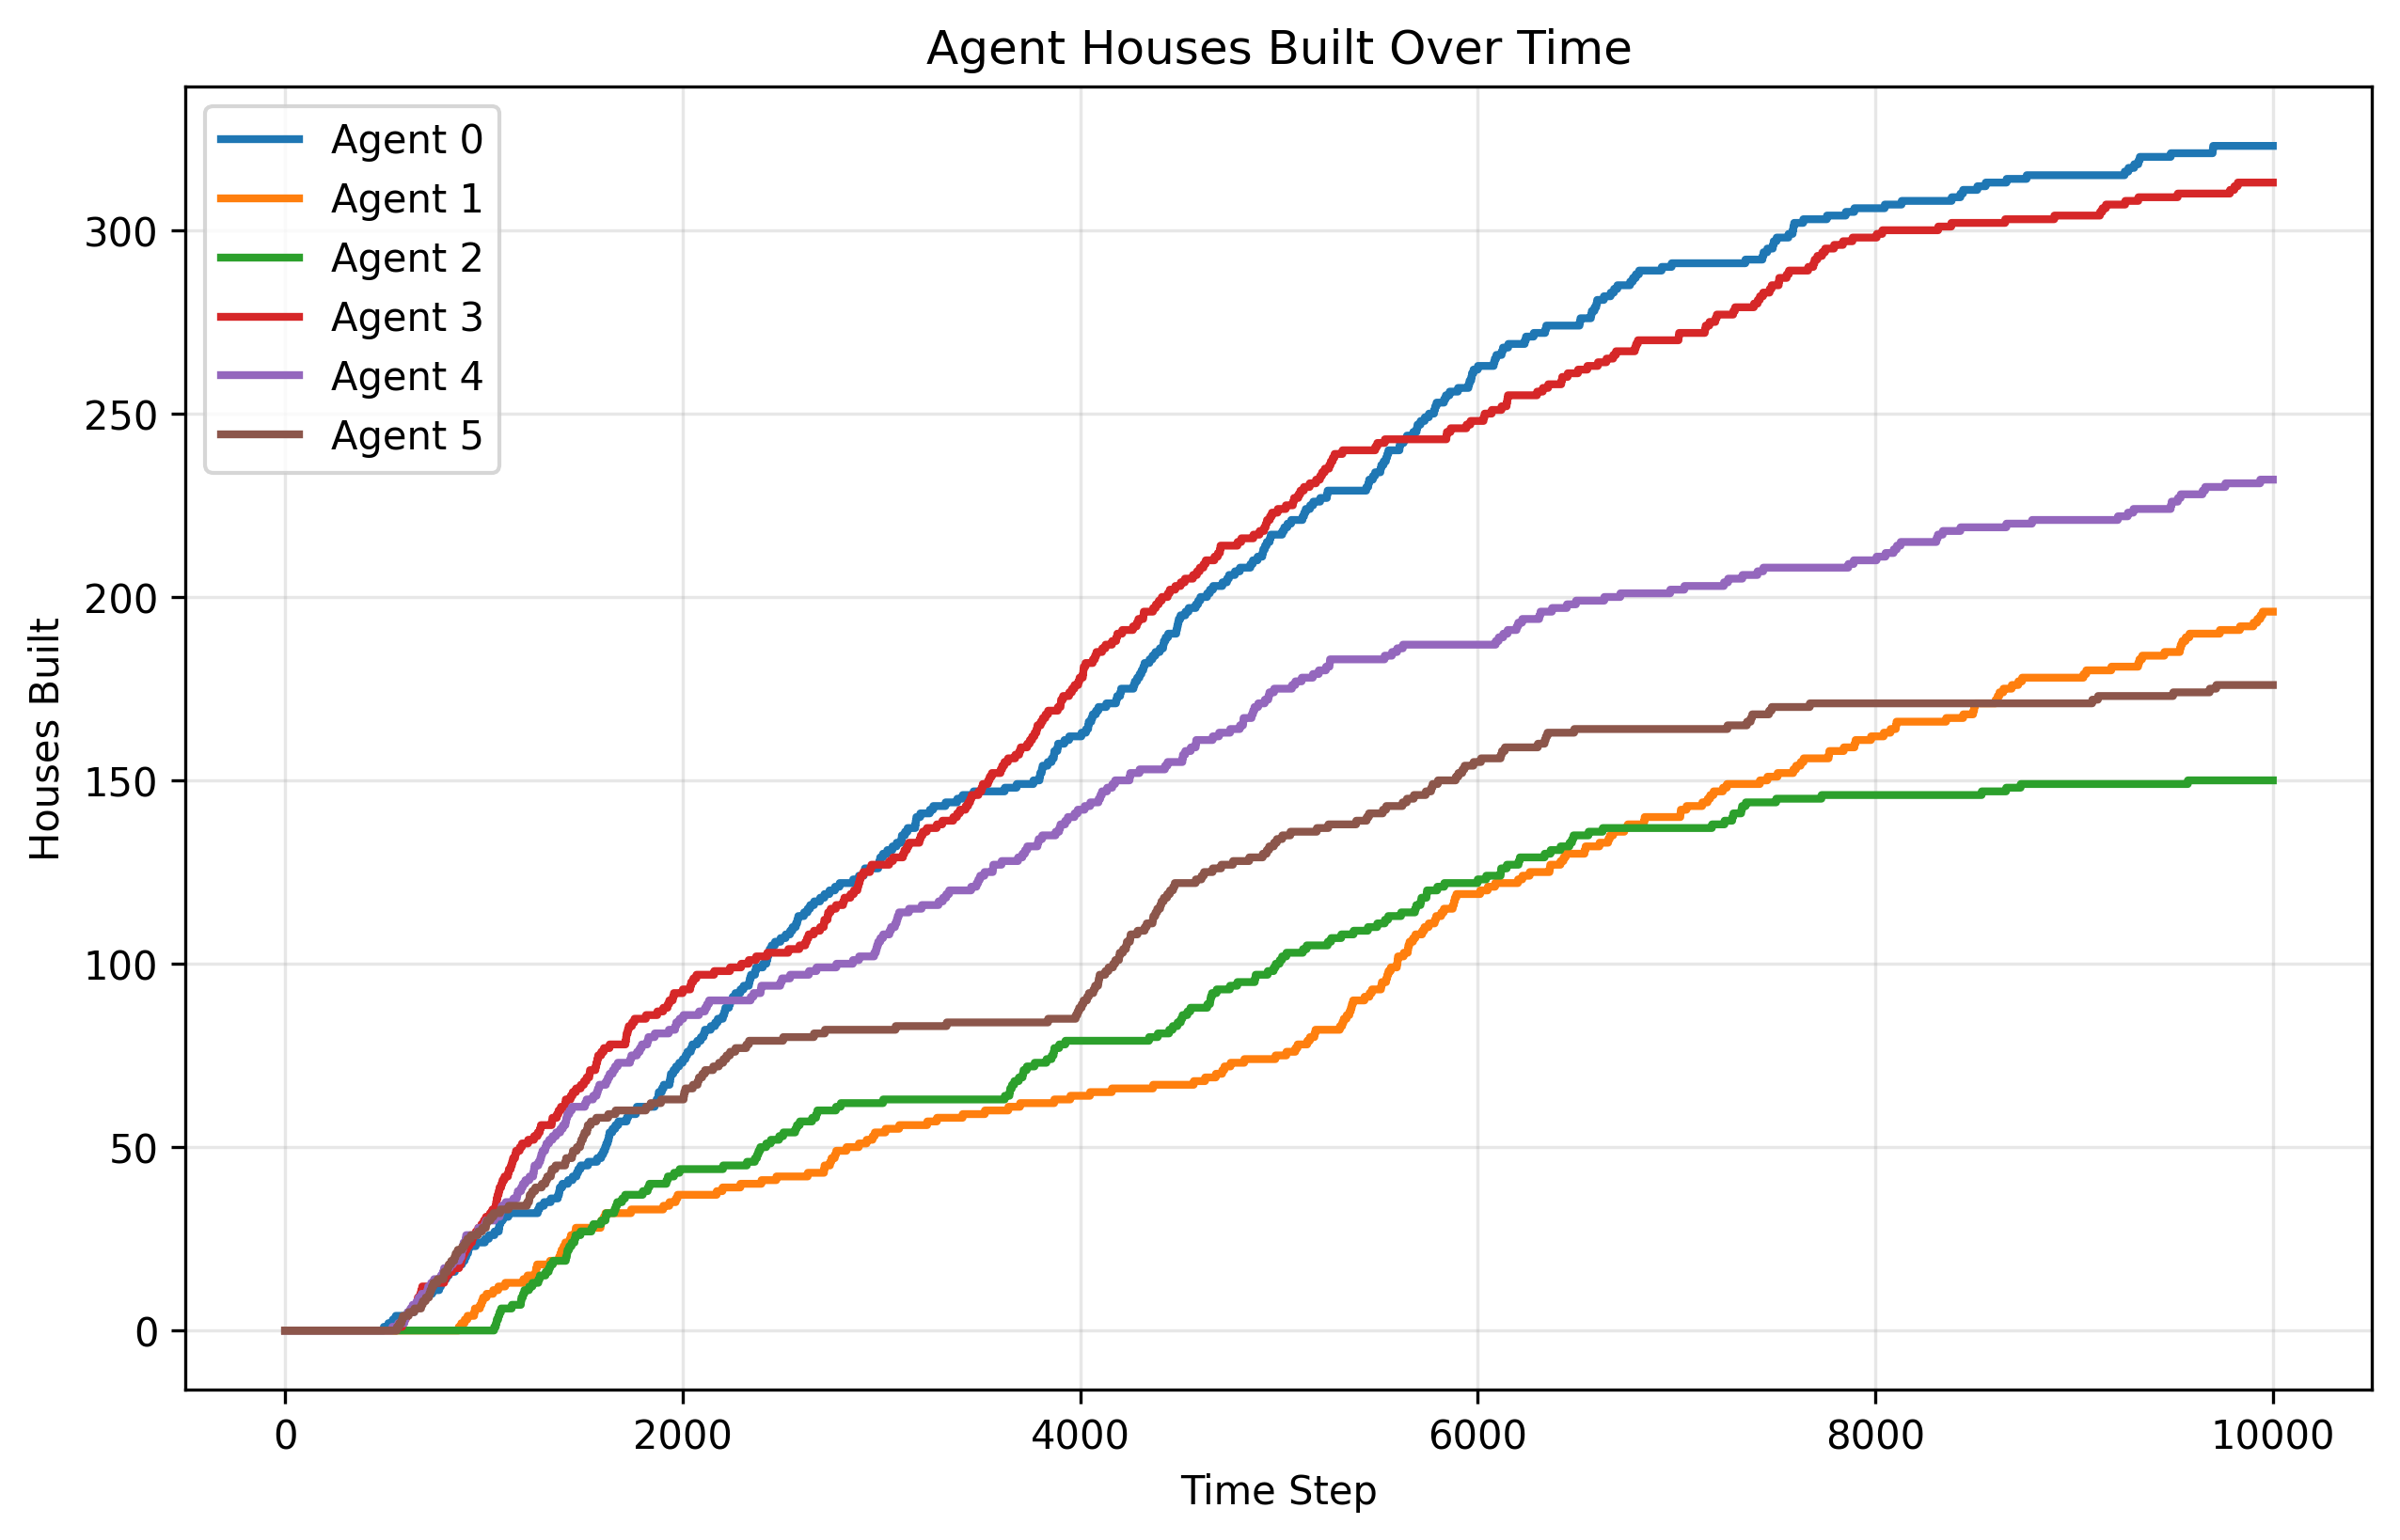 Agent Houses Built Over Time
Agent 0
Agent 1
Agent 2
Agent 3
Agent 4
Agent 5
Houses Built
300
250
200
150
100
50
0
0 2000 4000 6000 8000 10000
Time Step